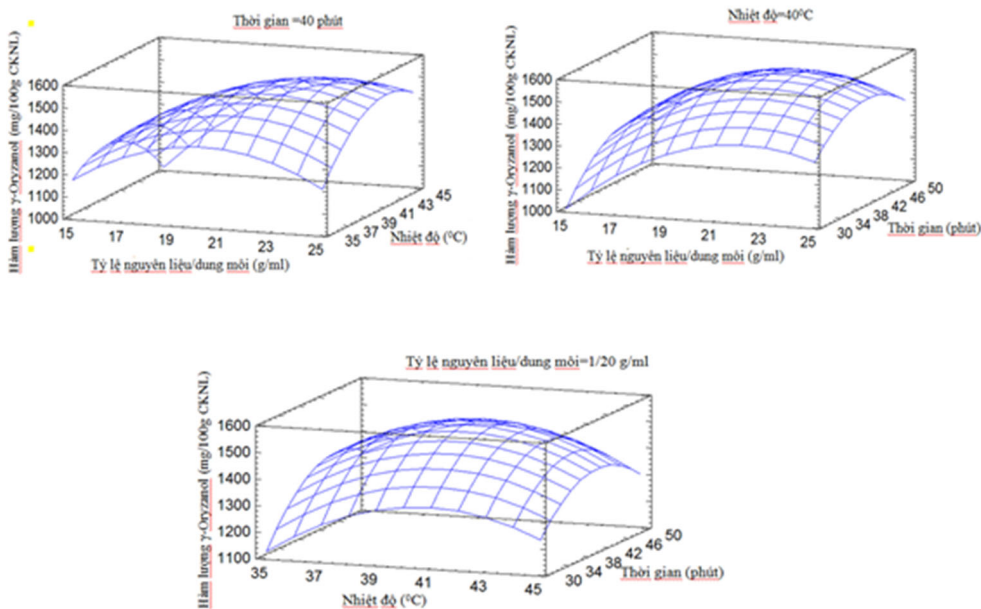 Thời gian =40 phút
Hàm lượng γ-Oryzanol (mg/100g CKNL)
1600
1500
1400
1300
1200
1100
1000
15 17 19 21 23 25
35 37 39 41 43 45
Nhiệt độ (⁰C)
Tỷ lệ nguyên liệu/dung môi (g/ml)
Nhiệt độ=40⁰C
Hàm lượng γ-Oryzanol (mg/100g CKNL)
1600
1500
1400
1300
1200
1100
1000
15 17 19 21 23 25
30 34 38 42 46 50
Thời gian (phút)
Tỷ lệ nguyên liệu/dung môi (g/ml)
Tỷ lệ nguyên liệu/dung môi=1/20 g/ml
Hàm lượng γ-Oryzanol (mg/100g CKNL)
1600
1500
1400
1300
1200
1100
35 37 39 41 43 45
30 34 38 42 46 50
Thời gian (phút)
Nhiệt độ (⁰C)